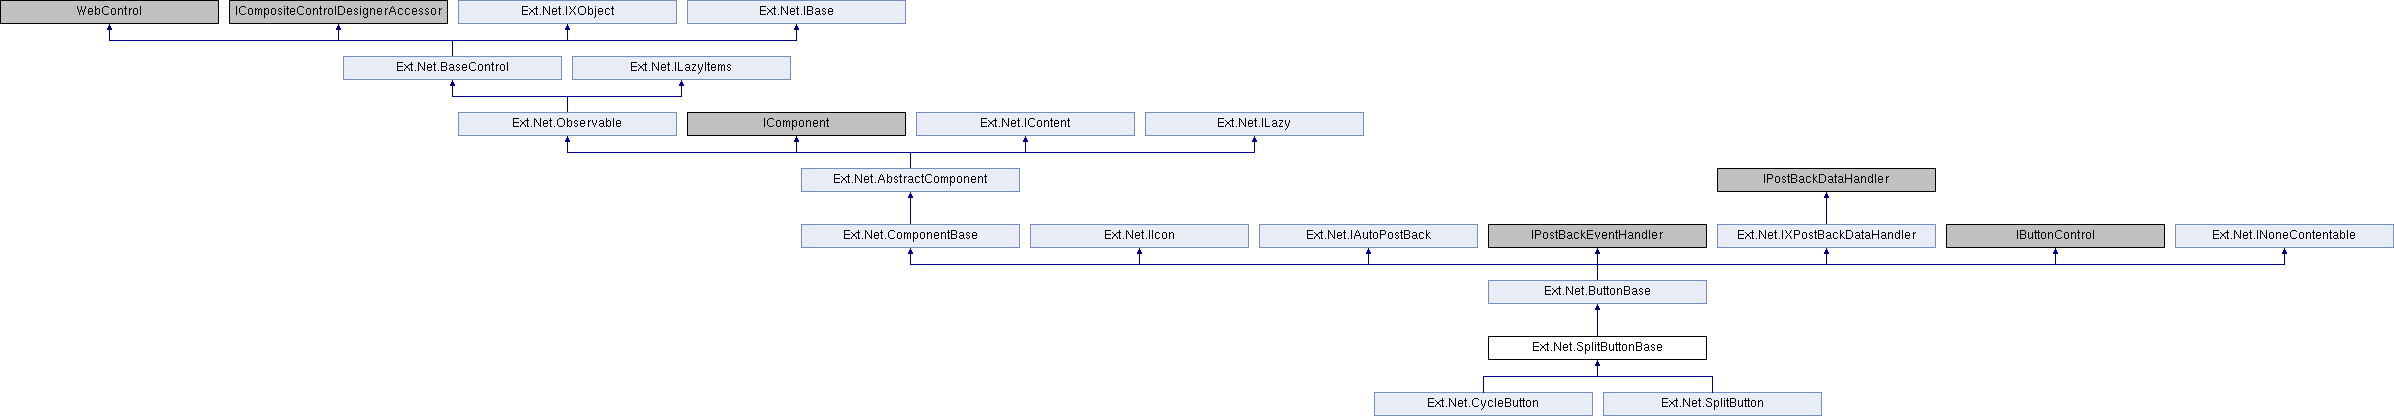 WebControl
ICompositeControlDesignerAccessor
Ext.Net.IXObject
Ext.Net.IBase
Ext.Net.BaseControl
Ext.Net.ILazyItems
Ext.Net.Observable
IComponent
Ext.Net.IContent
Ext.Net.ILazy
Ext.Net.AbstractComponent
IPostBackDataHandler
Ext.Net.ComponentBase
Ext.Net.IIcon
Ext.Net.IAutoPostBack
IPostBackEventHandler
Ext.Net.IXPostBackDataHandler
IButtonControl
Ext.Net.INoneContentable
Ext.Net.ButtonBase
Ext.Net.SplitButtonBase
Ext.Net.CycleButton
Ext.Net.SplitButton